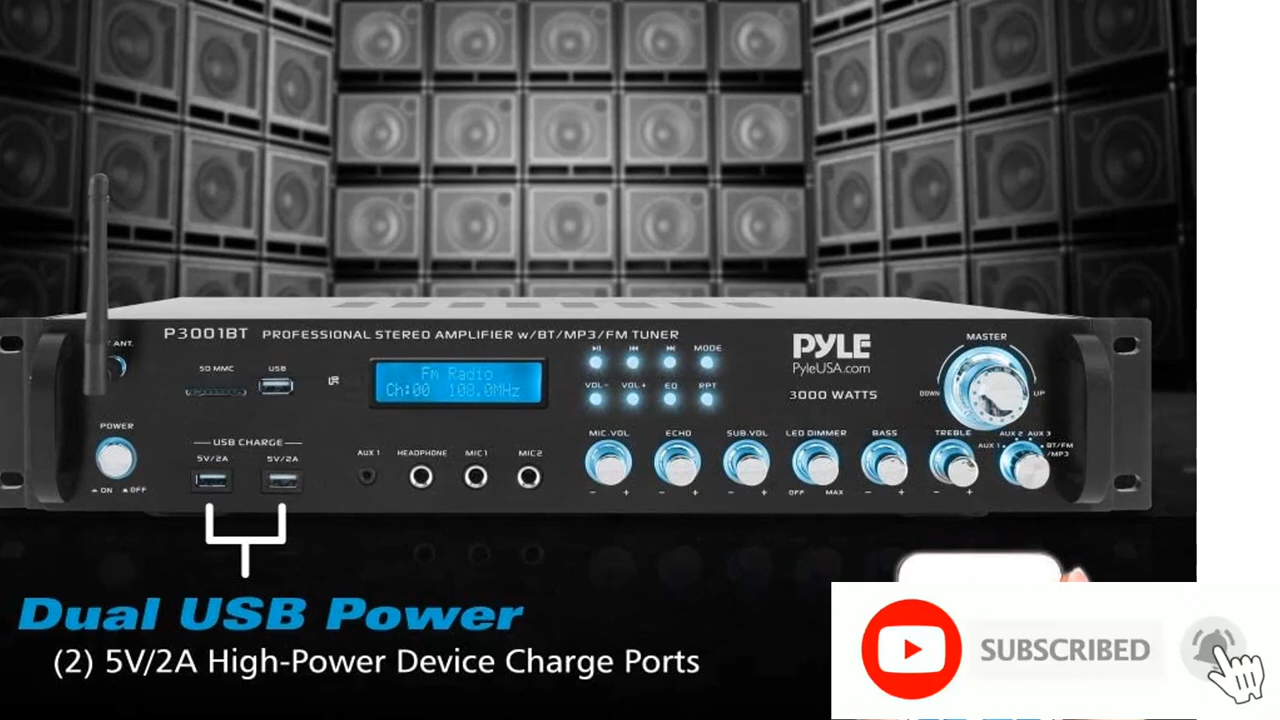 P3001BT PROFESSIONAL STEREO AMPLIFIER w/BT/MP3/FM TUNER
ANT.
SD MMC
USB
Fm Radio
Ch:00 108.0MHz
MODE
VOL- VOL+ EQ RPT
PYLE
PyleUSA.com
3000 WATTS
MASTER
DOWN
UP
POWER
ON OFF
USB CHARGE
5V/2A 5V/2A
AUX 1 HEADPHONE MIC1 MIC2
MIC.VOL ECHO SUB.VOL LED DIMMER BASS TREBLE
- + - + - + OFF MAX - + - +
AUX 1 AUX 2 AUX 3 BT/FM
/MP3
Dual USB Power
(2) 5V/2A High-Power Device Charge Ports
SUBSCRIBED